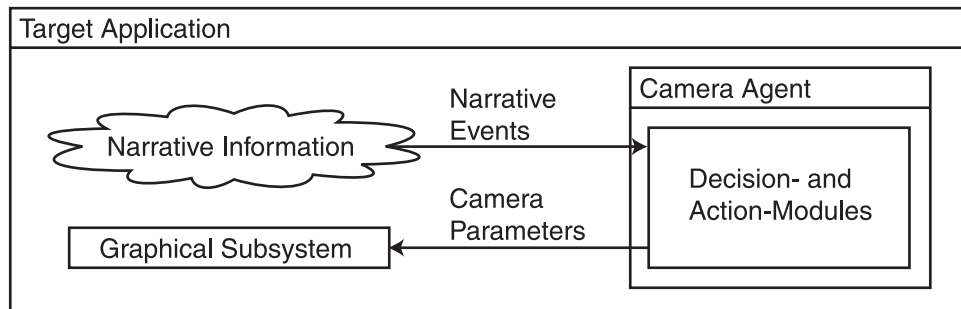 Target Application
Narrative Information
Narrative
Events
Camera Agent
Decision- and
Action-Modules
Camera
Parameters
Graphical Subsystem